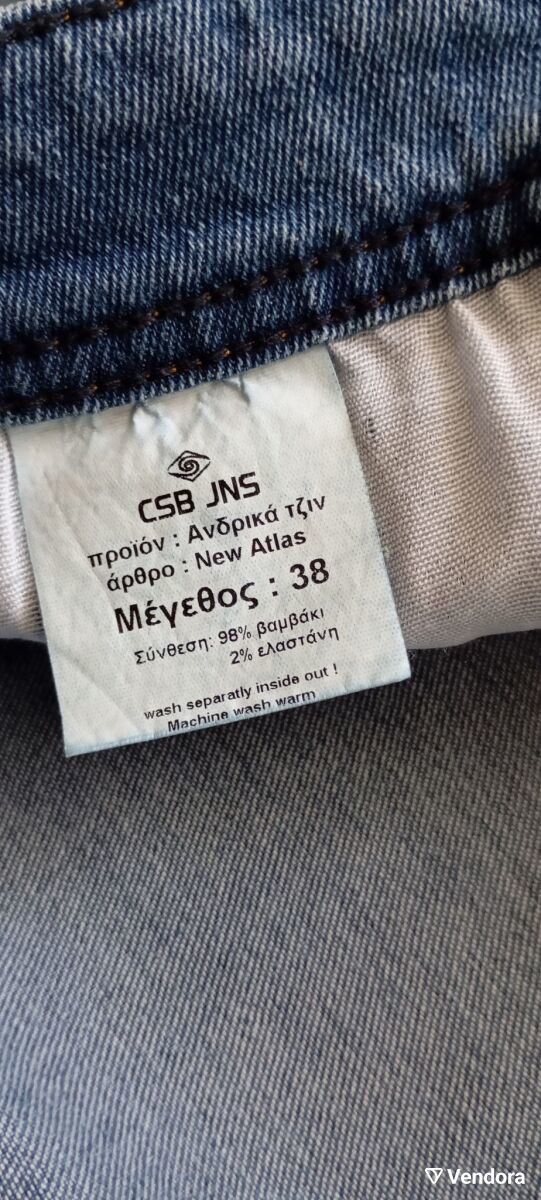 CSB JNS
προϊόν : Ανδρικά τζιν
άρθρο : New Atlas
Μέγεθος : 38
Σύνθεση: 98% βαμβάκι
2% ελαστάνη
wash separatly inside out !
Machine wash warm
Vendora